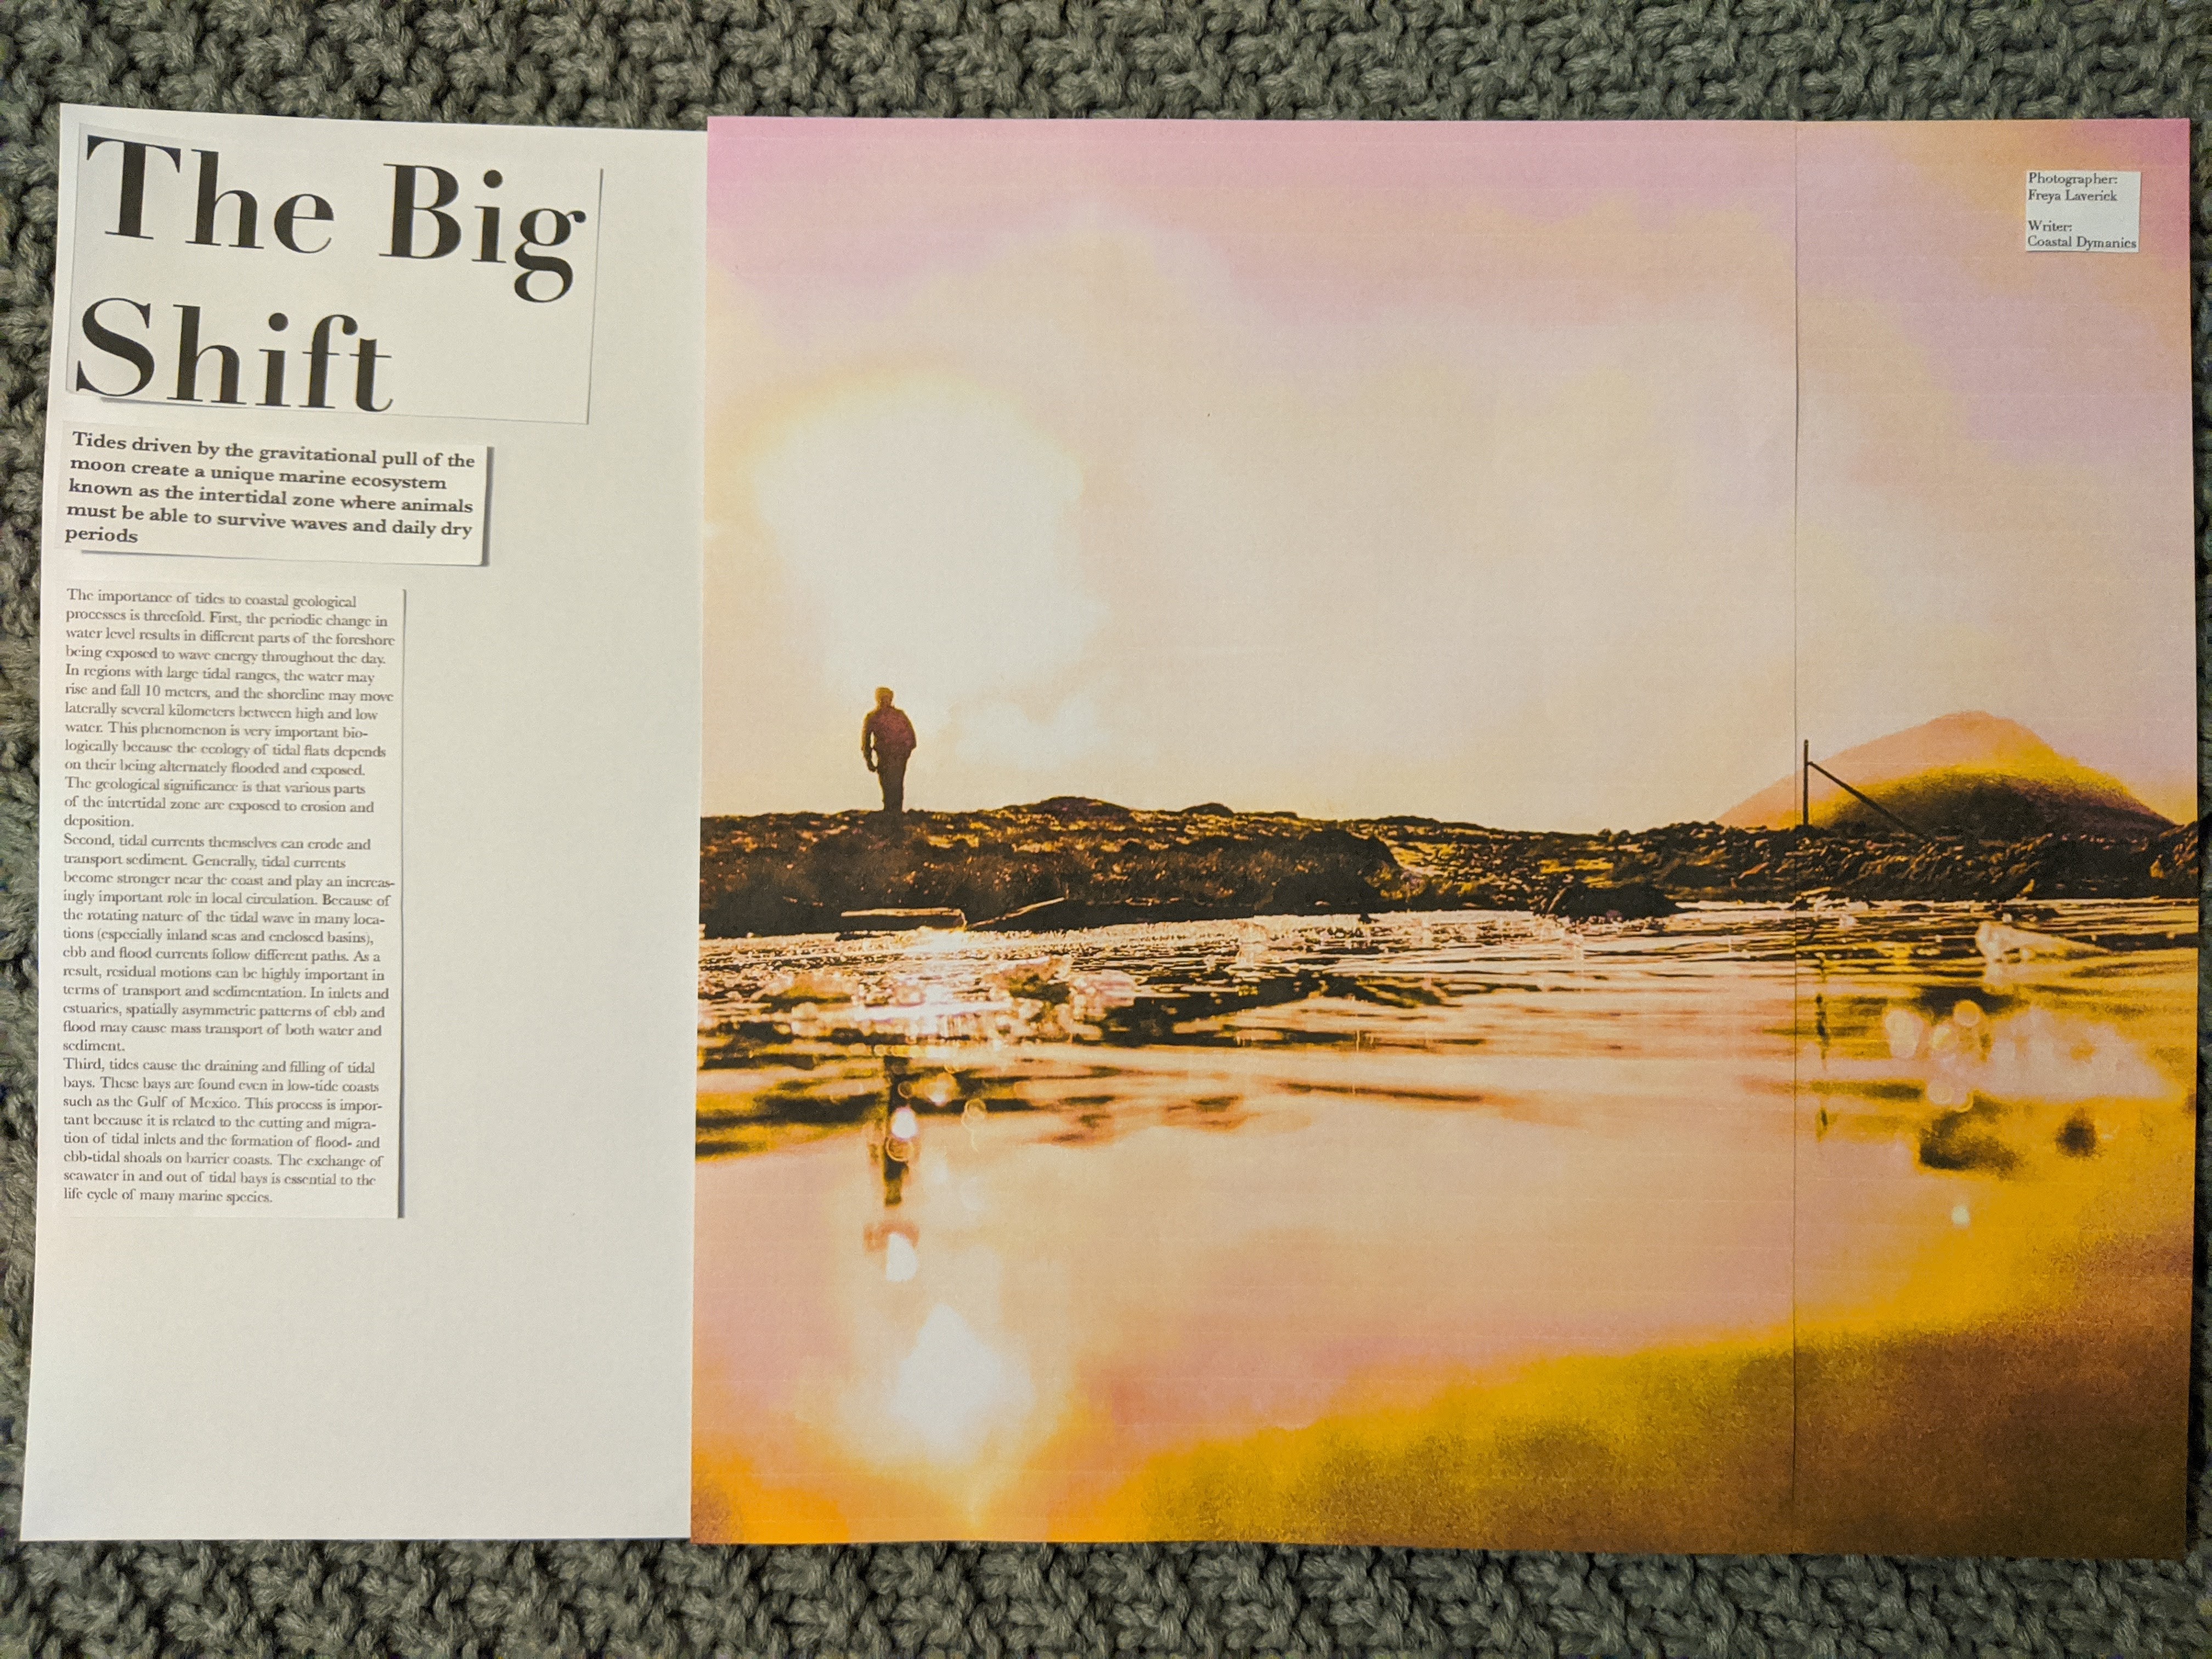 The Big
Shift
Tides driven by the gravitational pull of the
moon create a unique marine ecosystem
known as the intertidal zone where animals
must be able to survive waves and daily dry
periods
The importance of tides to coastal geological
processes is threefold. First, the periodic change in
water level results in different parts of the foreshore
being exposed to wave energy throughout the day.
In regions with large tidal ranges, the water may
rise and fall 10 meters, and the shoreline may move
laterally several kilometers between high and low
water. This phenomenon is very important bio-
logically because the ecology of tidal flats depends
on their being alternately flooded and exposed.
The geological significance is that various parts
of the intertidal zone are exposed to erosion and
deposition.
Second, tidal currents themselves can erode and
transport sediment. Generally, tidal currents
become stronger near the coast and play an increas-
ingly important role in local circulation. Because of
the rotating nature of the tidal wave in many loca-
tions (especially inland seas and enclosed basins),
ebb and flood currents follow different paths. As a
result, residual motions can be highly important in
terms of transport and sedimentation. In inlets and
estuaries, spatially asymmetric patterns of ebb and
flood may cause mass transport of both water and
sediment.
Third, tides cause the draining and filling of tidal
bays. These bays are found even in low-tide coasts
such as the Gulf of Mexico. This process is impor-
tant because it is related to the cutting and migra-
tion of tidal inlets and the formation of flood- and
ebb-tidal shoals on barrier coasts. The exchange of
seawater in and out of tidal bays is essential to the
life cycle of many marine species.
Photographer:
Freya Laverick
Writer:
Coastal Dymanics